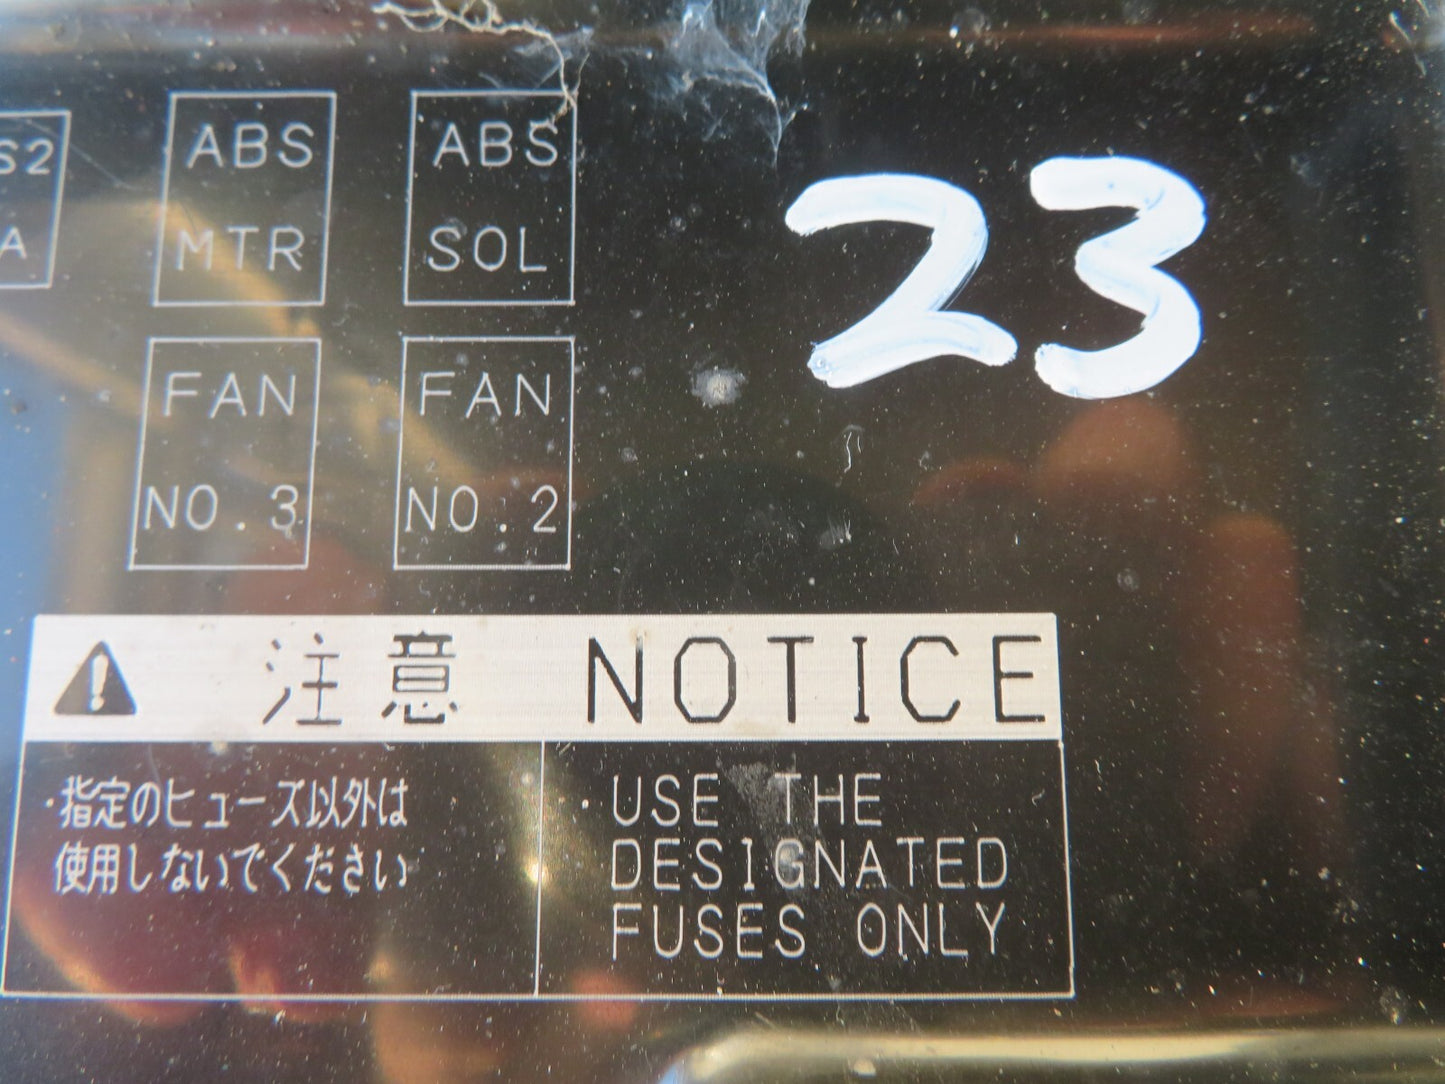 S2
A
ABS
MTR
ABS
SOL
23
FAN
NO.3
FAN
NO.2
注意 NOTICE
・指定のヒューズ以外は
使用しないでください
・USE THE
DESIGNATED
FUSES ONLY